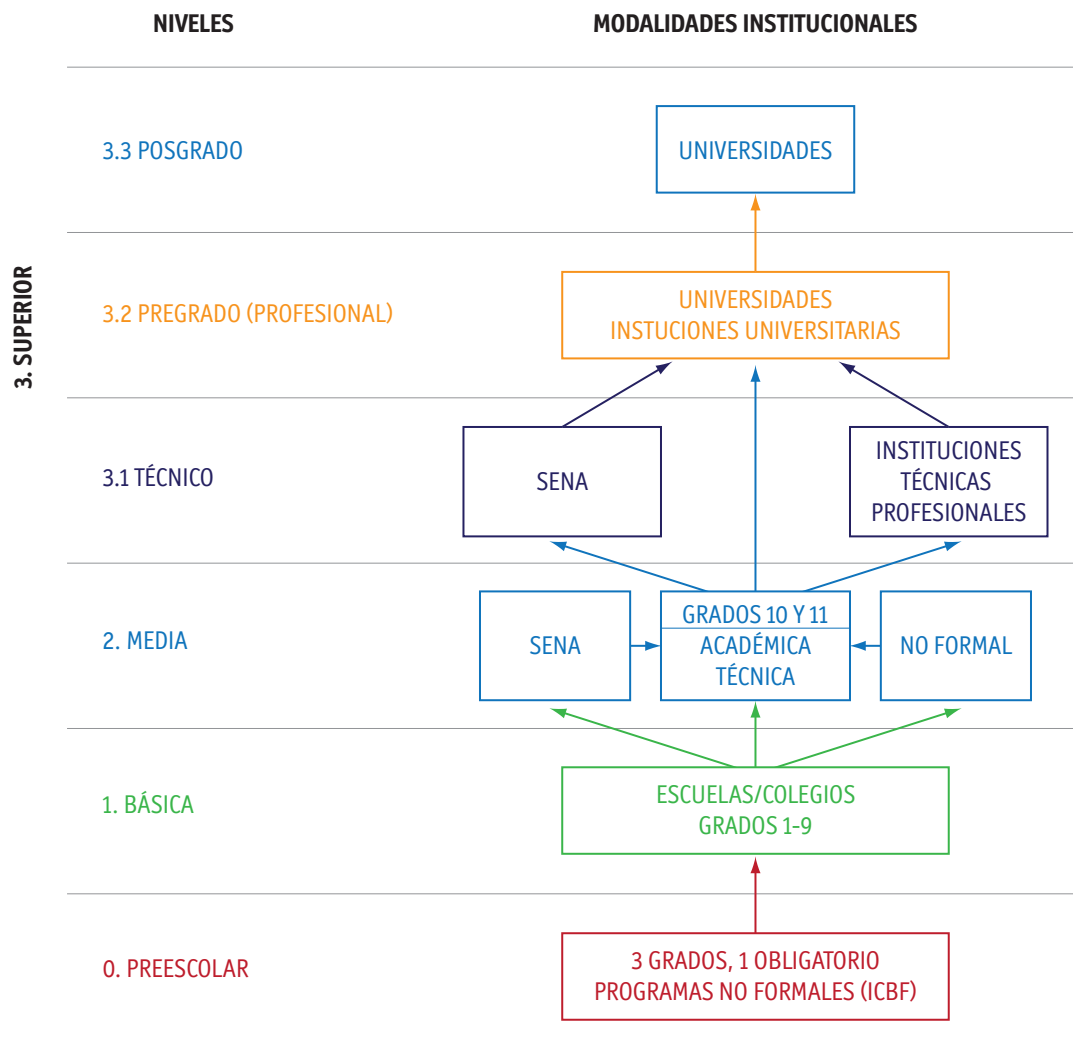 NIVELES
MODALIDADES INSTITUCIONALES
3. SUPERIOR
3.3 POSGRADO
UNIVERSIDADES
3.2 PREGRADO (PROFESIONAL)
UNIVERSIDADES
INSTUCIONES UNIVERSITARIAS
3.1 TÉCNICO
SENA
INSTITUCIONES
TÉCNICAS
PROFESIONALES
2. MEDIA
SENA
GRADOS 10 Y 11
ACADÉMICA
TÉCNICA
NO FORMAL
1. BÁSICA
ESCUELAS/COLEGIOS
GRADOS 1-9
0. PREESCOLAR
3 GRADOS, 1 OBLIGATORIO
PROGRAMAS NO FORMALES (ICBF)